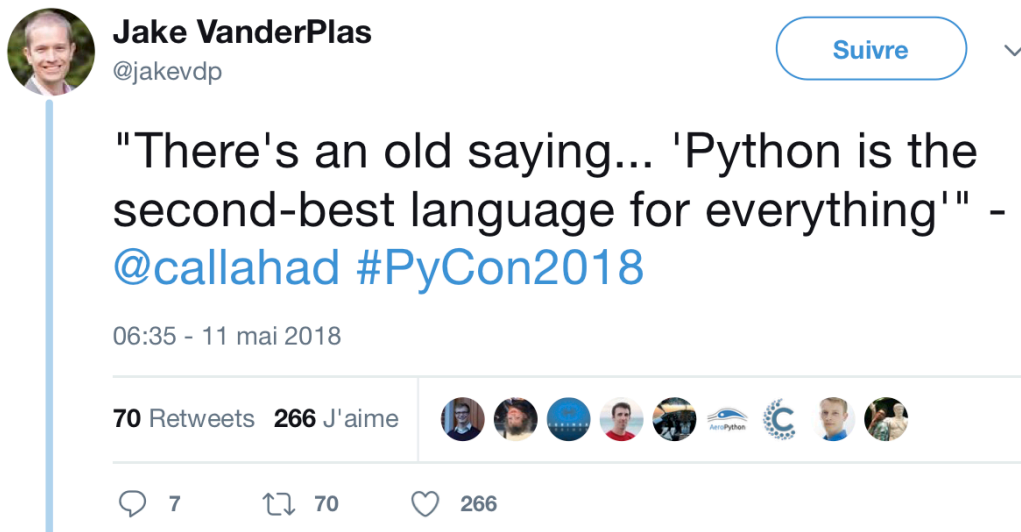 Jake VanderPlas
@jakevdp
Suivre
"There's an old saying... 'Python is the
second-best language for everything'" -
@callahad #PyCon2018
06:35 - 11 mai 2018
70 Retweets 266 J'aime
AeroPython
7 70 266